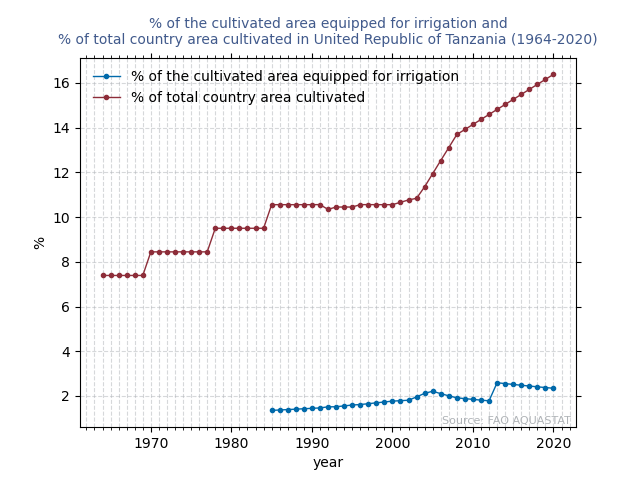 % of the cultivated area equipped for irrigation and
% of total country area cultivated in United Republic of Tanzania (1964-2020)
% of the cultivated area equipped for irrigation
% of total country area cultivated
16
14
12
10
8
6
4
2
%
Source: FAO AQUASTAT
1970 1980 1990 2000 2010 2020
year